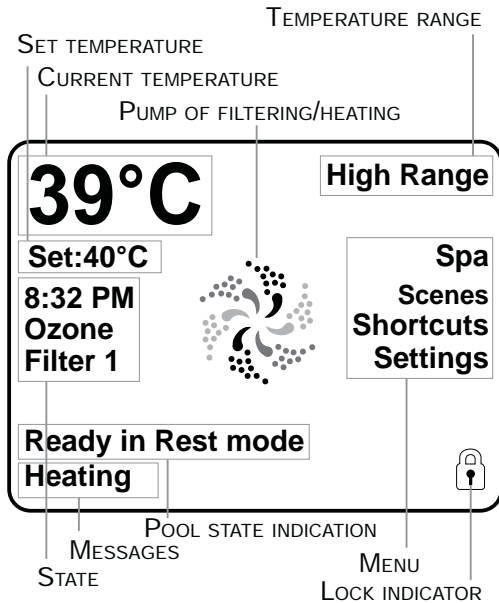 TEMPERATURE RANGE
SET TEMPERATURE
CURRENT TEMPERATURE
PUMP OF FILTERING/HEATING
39°C
High Range
Set:40°C
Spa
8:32 PM
Scenes
Ozone
Shortcuts
Filter 1
Settings
Ready in Rest mode
Heating
POOL STATE INDICATION
MESSAGES
MENU
STATE
LOCK INDICATOR